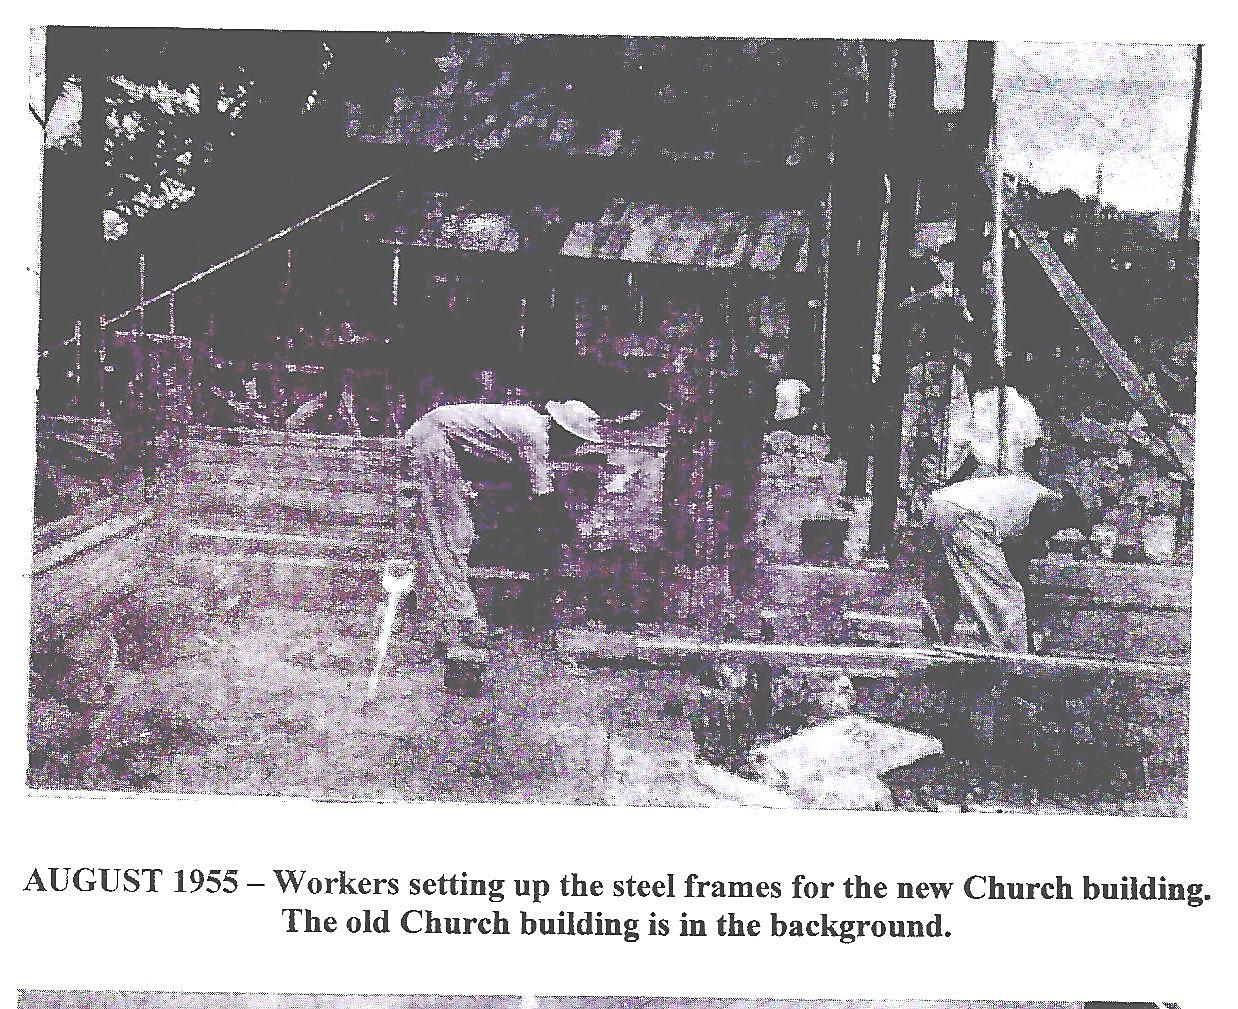 AUGUST 1955 – Workers setting up the steel frames for the new Church building.
The old Church building is in the background.